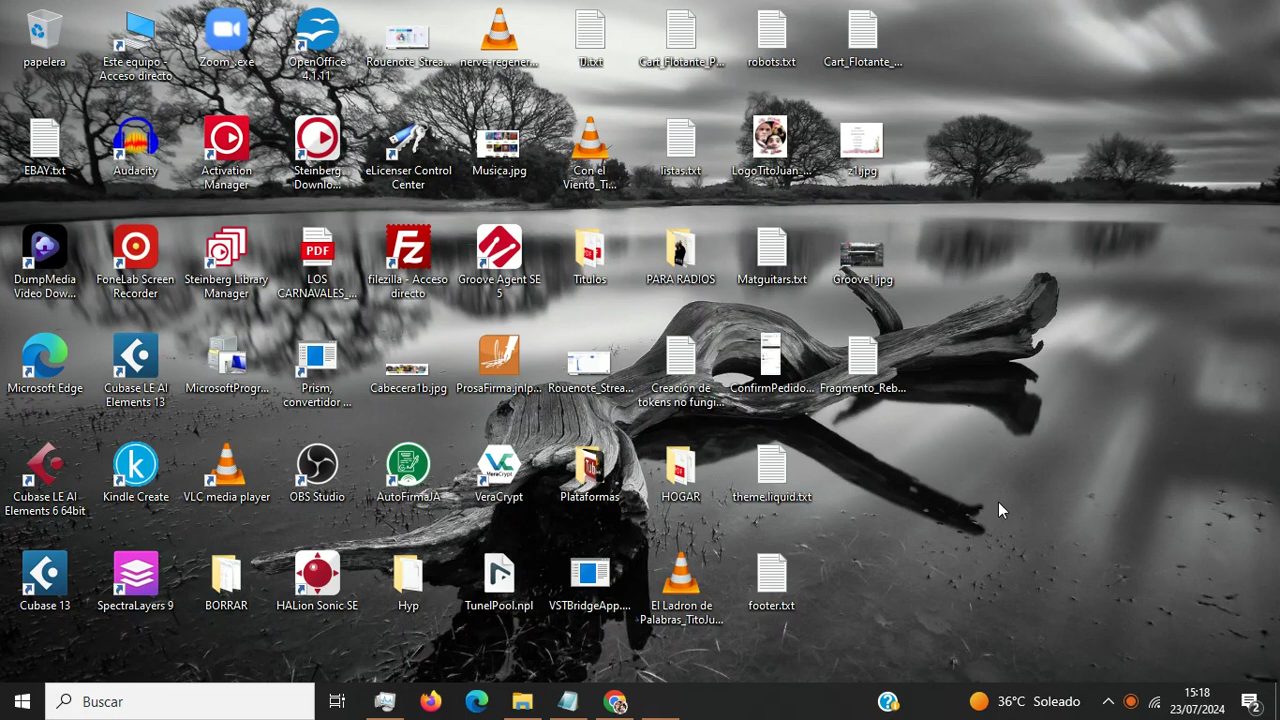 papelera
Este equipo - Acceso directo
Zoom_.exe
OpenOffice 4.1.11
Rouenote_Strea...
nerve-regener...
TJ.txt
Cart_Flotante_P...
robots.txt
Cart_Flotante_...
EBAY.txt
Audacity
Activation Manager
Steinberg Downlo...
eLicenser Control Center
Musica.jpg
Con el Viento_Ti...
listas.txt
LogoTitoJuan_...
z1.jpg
DumpMedia Video Dow...
FoneLab Screen Recorder
Steinberg Library Manager
PDF
LOS CARNAVALES_...
Fz
filezilla - Acceso directo
Groove Agent SE 5
Titulos
PARA RADIOS
Matguitars.txt
Groove1.jpg
Microsoft Edge
Cubase LE AI Elements 13
MicrosoftProgr...
Prism, convertidor ...
Cabecera1b.jpg
ProsaFirma.jnlp...
Rouenote_Strea...
Creación de tokens no fungi...
ConfirmPedido...
Fragmento_Reb...
Cubase LE AI Elements 6 64bit
k
Kindle Create
VLC media player
OBS Studio
AutoFirmaJA
VeraCrypt
Plataformas
HOGAR
theme.liquid.txt
Cubase 13
SpectraLayers 9
BORRAR
HALion Sonic SE
Hyp
TunelPool.npl
VSTBridgeApp....
El Ladron de Palabras_TitoJu...
footer.txt
Buscar
36°C Soleado
15:18
23/07/2024
2